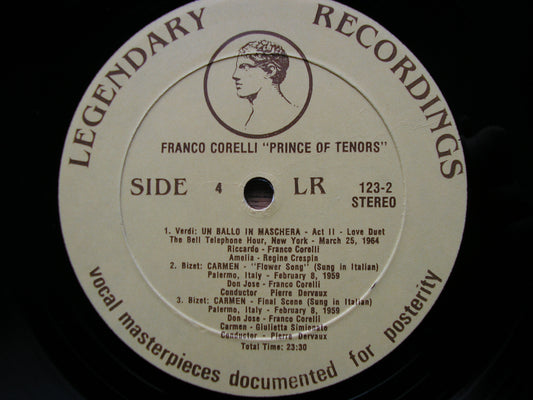 LEGENDARY RECORDINGS
FRANCO CORELLI "PRINCE OF TENORS"
SIDE 4 LR 123-2
STEREO
1. Verdi: UN BALLO IN MASCHERA - Act II - Love Duet
The Bell Telephone Hour, New York - March 25, 1964
Riccardo - Franco Corelli
Amelia - Regine Crespin
2. Bizet: CARMEN - "Flower Song" (Sung in Italian)
Palermo, Italy - February 8, 1959
Don Jose - Franco Corelli
Conductor Pierre Dervaux
3. Bizet: CARMEN - Final Scene (Sung in Italian)
Palermo, Italy - February 8, 1959
Don Jose - Franco Corelli
Carmen - Giulietta Simionato
Conductor - Pierre Dervaux
Total Time: 23:30
vocal masterpieces documented for posterity